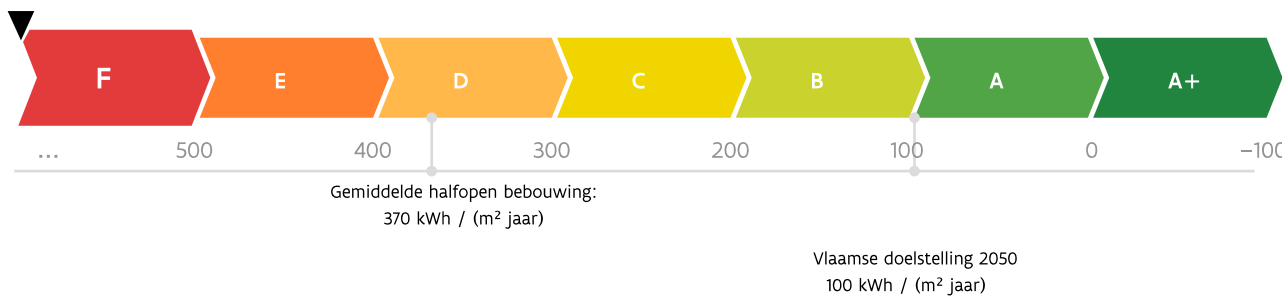 F E D C B A A+
... 500 400 300 200 100 0 −100
Gemiddelde halfopen bebouwing:
370 kWh / (m² jaar)
Vlaamse doelstelling 2050
100 kWh / (m² jaar)